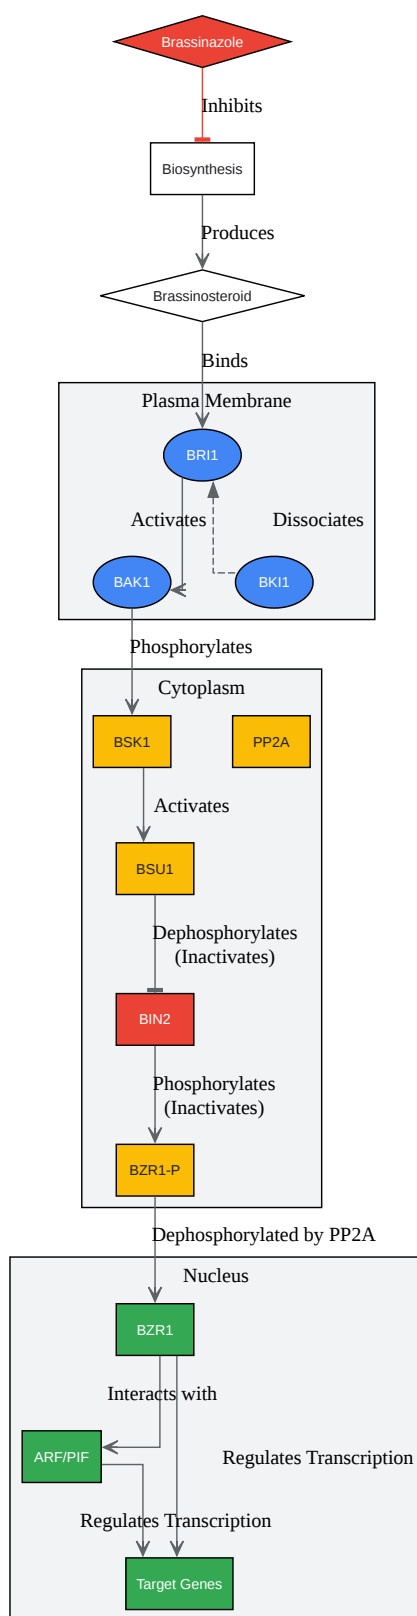 Brassinazole
Inhibits
Biosynthesis
Produces
Brassinosteroid
Binds
Plasma Membrane
BRI1
Activates
Dissociates
BAK1
BKI1
Phosphorylates
Cytoplasm
BSK1
PP2A
Activates
BSU1
Dephosphorylates
(Inactivates)
BIN2
Phosphorylates
(Inactivates)
BZR1-P
Dephosphorylated by PP2A
Nucleus
BZR1
Interacts with
ARF/PIF
Regulates Transcription
Regulates Transcription
Target Genes